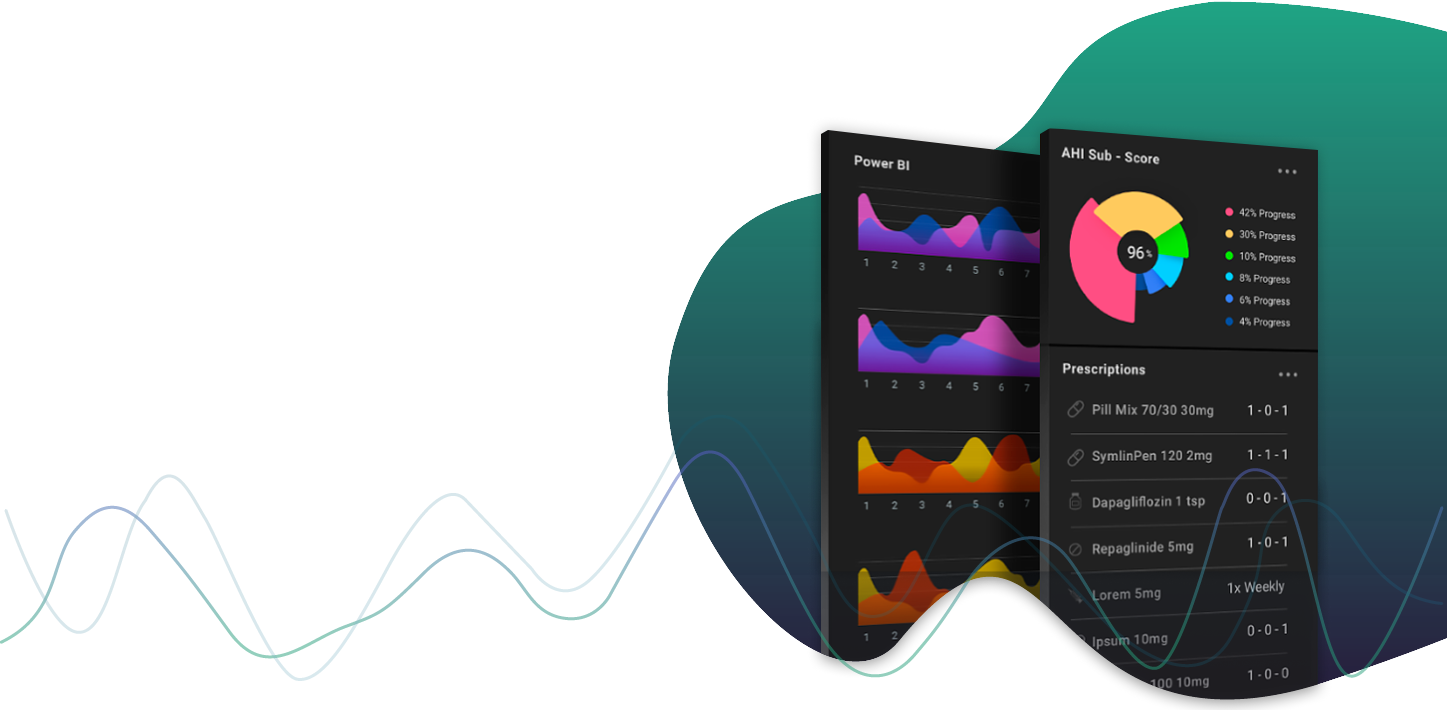 Power BI
1 2 3 4 5 6 7
1 2 3 4 5 6 7
1 2 3 4 5 6 7
1 2
AHI Sub - Score
96%
42% Progress
30% Progress
10% Progress
8% Progress
6% Progress
4% Progress
Prescriptions
Pill Mix 70/30 30mg 1 - 0 - 1
SymlinPen 120 2mg 1 - 1 - 1
Dapagliflozin 1 tsp 0 - 0 - 1
Repaglinide 5mg 1 - 0 - 1
Lorem 5mg 1x Weekly
Ipsum 10mg 0 - 0 - 1
100 10mg 1 - 0 - 0